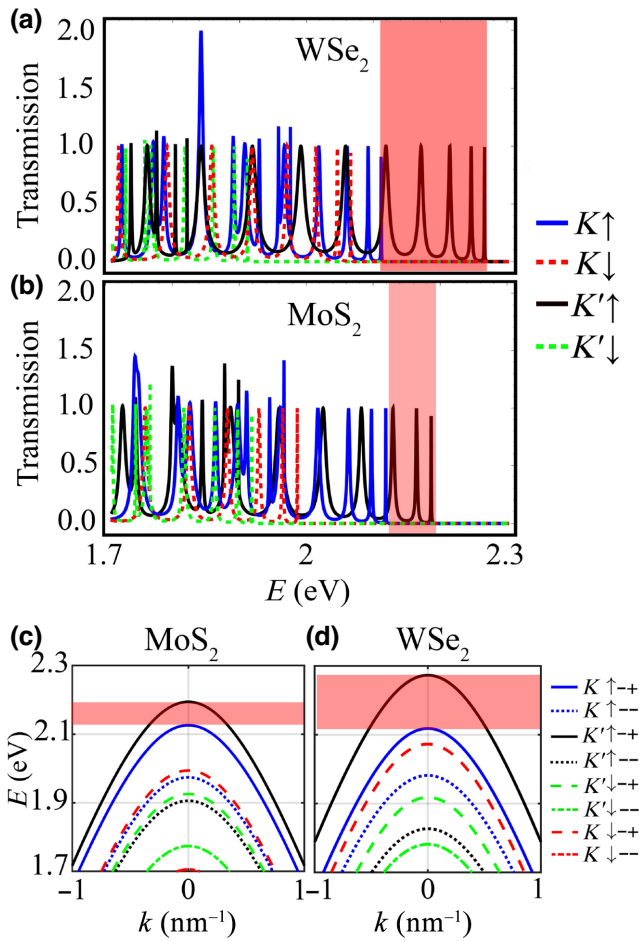 (a)
WSe₂
Transmission
2.0
1.5
1.0
0.5
0.0
K↑
K↓
K′↑
K′↓
(b)
MoS₂
Transmission
2.0
1.5
1.0
0.5
0.0
1.7 2 2.3
E (eV)
(c) MoS₂
(d) WSe₂
E (eV)
2.3
2.1
1.9
1.7
−1 0 1
k (nm⁻¹)
−1 0 1
k (nm⁻¹)
K ↑−+
K ↑−−
K′↑−+
K′↑−−
K′↓−+
K′↓−−
K ↓−+
K ↓−−